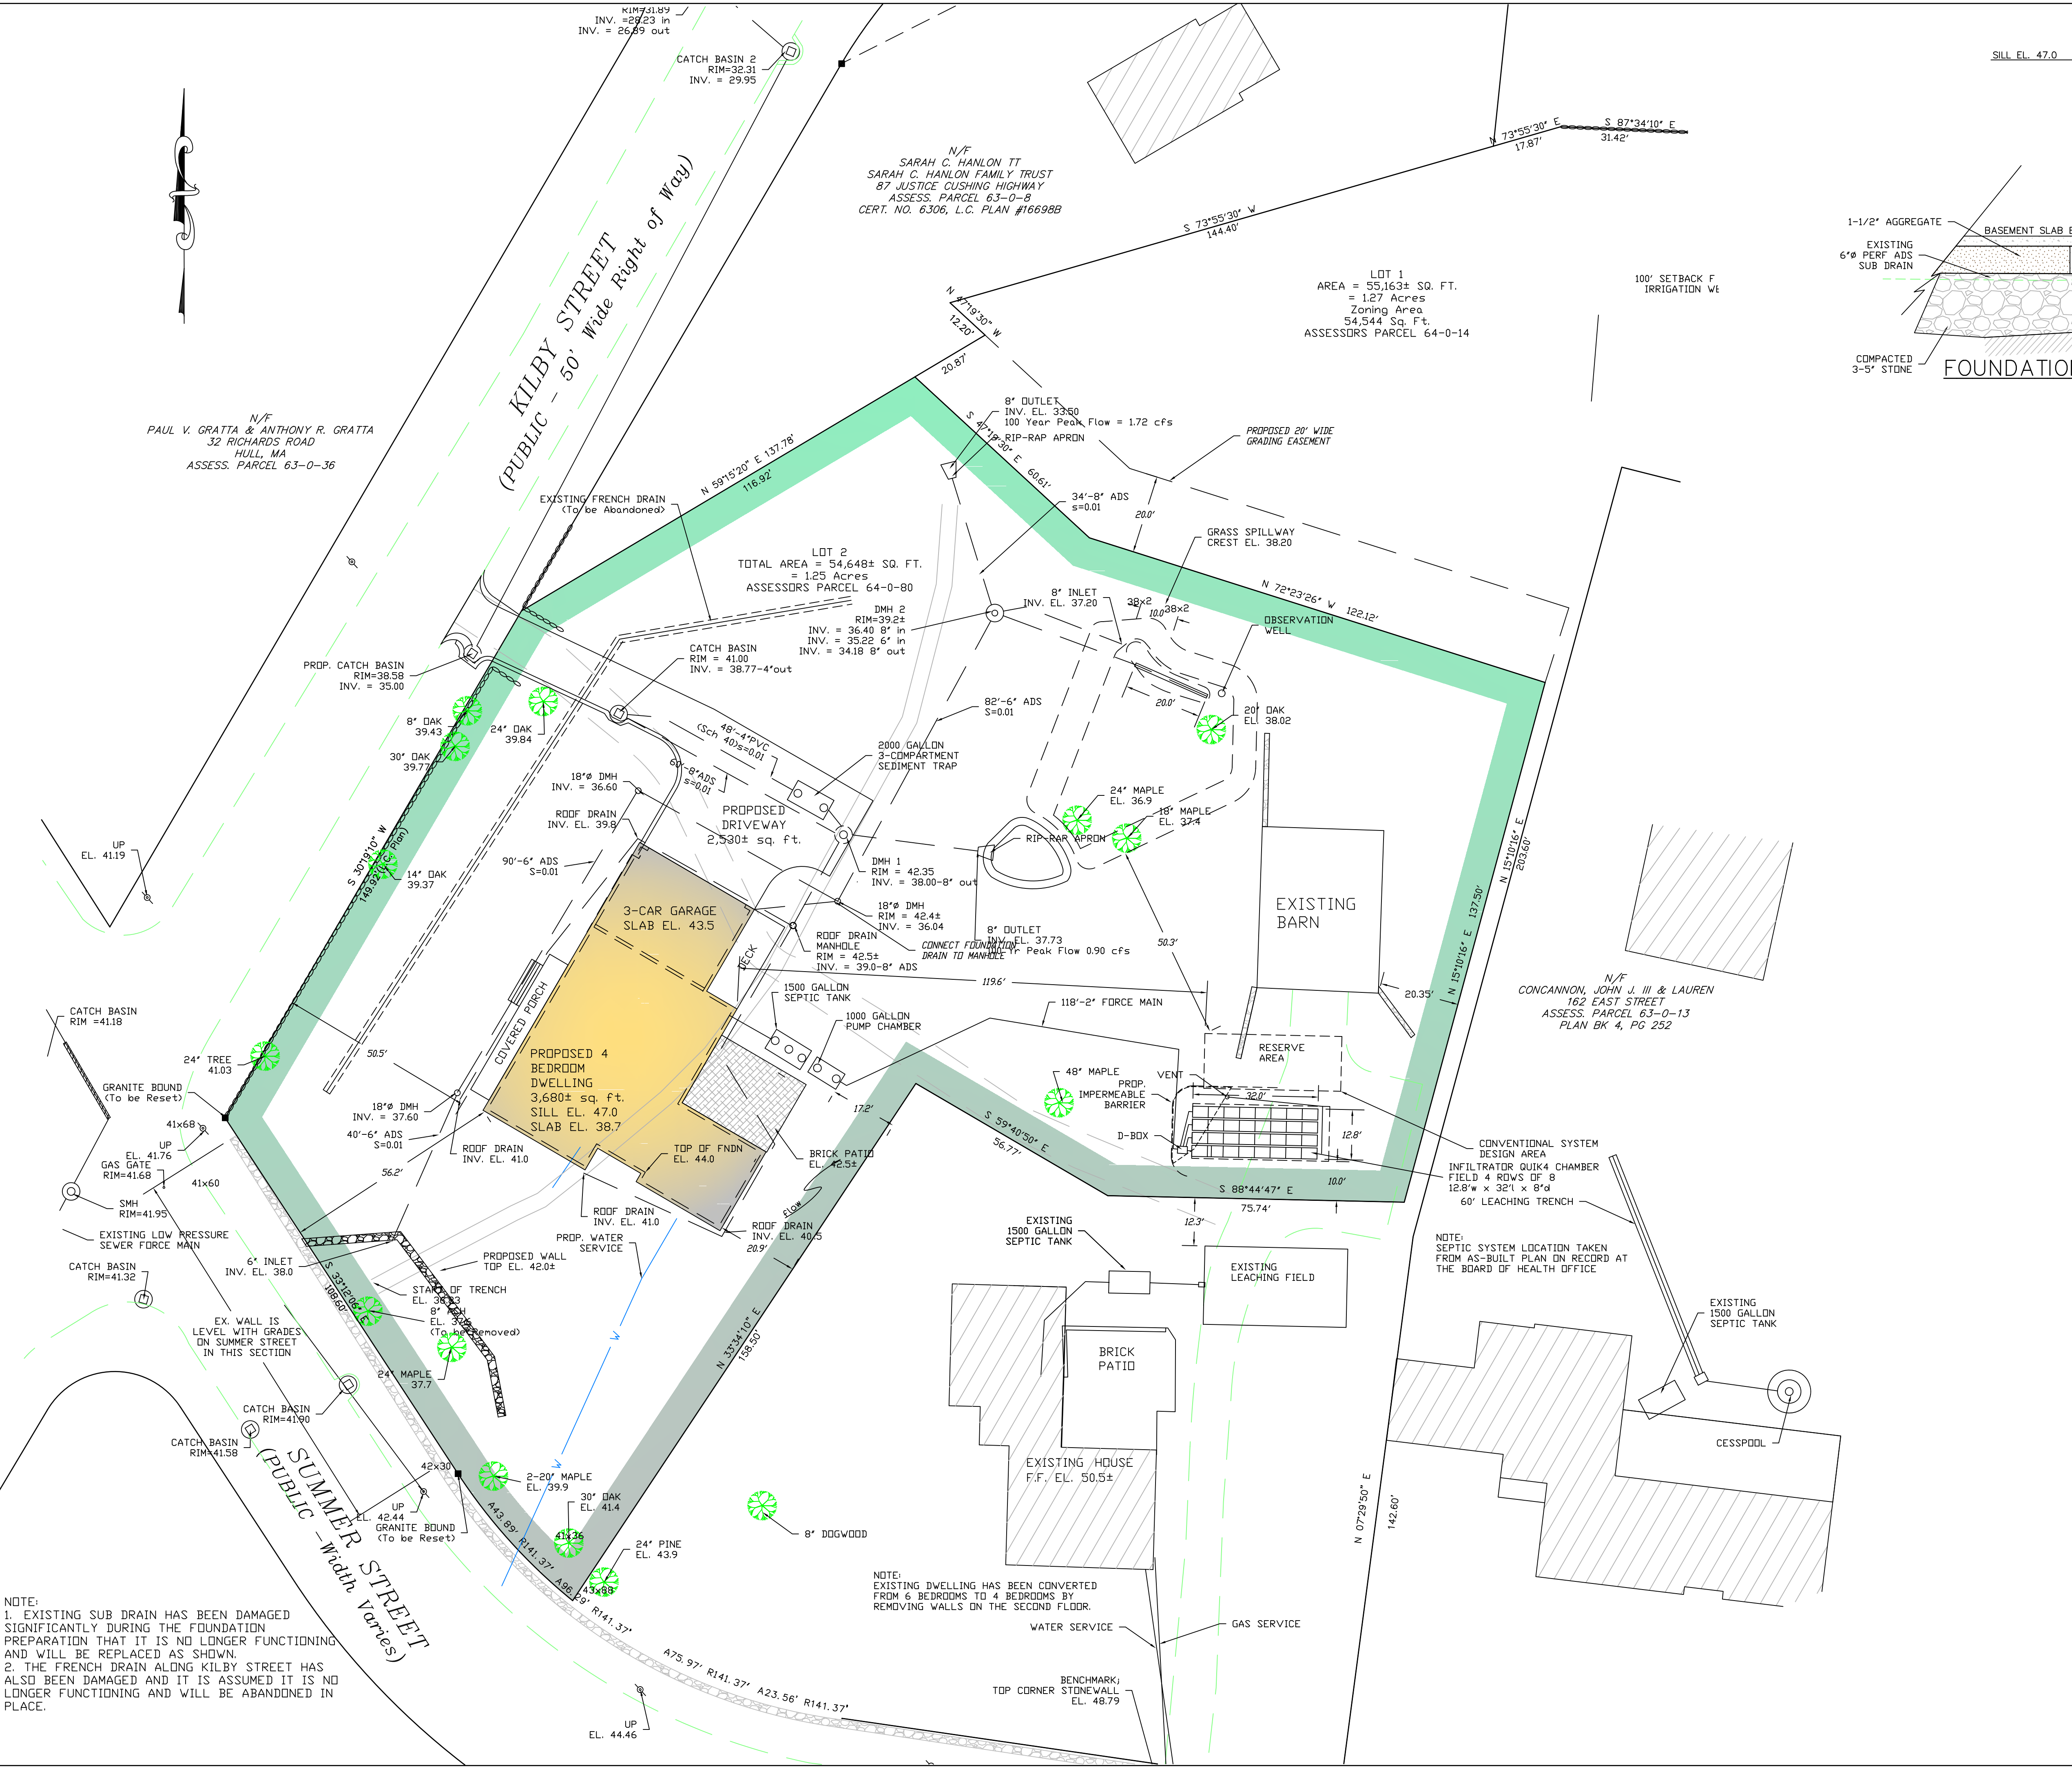 RIM=31.89
INV. =28.23 in
INV. = 26.89 out
CATCH BASIN 2
RIM=32.31
INV. = 29.95
SILL EL. 47.0
N 73°55'30" E
17.87'
S 87°34'10" E
31.42'
N/F
SARAH C. HANLON TT
SARAH C. HANLON FAMILY TRUST
87 JUSTICE CUSHING HIGHWAY
ASSESS. PARCEL 63-0-8
CERT. NO. 6306, L.C. PLAN #16698B
KILBY STREET
(PUBLIC - 50' Wide Right of Way)
S 73°55'30" W
144.40'
1-1/2" AGGREGATE
BASEMENT SLAB E
EXISTING
6"Ø PERF ADS
SUB DRAIN
COMPACTED
3-5" STONE
FOUNDATION
LOT 1
AREA = 55,163± SQ. FT.
= 1.27 Acres
Zoning Area
54,544 Sq. Ft.
ASSESSORS PARCEL 64-0-14
100' SETBACK F
IRRIGATION WE
N 47°19'30" W
12.20'
20.87'
N/F
PAUL V. GRATTA & ANTHONY R. GRATTA
32 RICHARDS ROAD
HULL, MA
ASSESS. PARCEL 63-0-36
8" OUTLET
INV. EL. 33.50
100 Year Peak Flow = 1.72 cfs
RIP-RAP APRON
S 47°19'30" E 60.61'
PROPOSED 20' WIDE
GRADING EASEMENT
N 59°15'20" E 137.78'
116.92'
EXISTING FRENCH DRAIN
(To be Abandoned)
34'-8" ADS
s=0.01
20.0'
GRASS SPILLWAY
CREST EL. 38.20
LOT 2
TOTAL AREA = 54,648± SQ. FT.
= 1.25 Acres
ASSESSORS PARCEL 64-0-80
8" INLET
INV. EL. 37.20
38x2
10.0'
38x2
N 72°23'26" W 122.12'
DMH 2
RIM=39.2±
INV. = 36.40 8" in
INV. = 35.22 6" in
INV. = 34.18 8" out
OBSERVATION
WELL
CATCH BASIN
RIM = 41.00
INV. = 38.77-4"out
PROP. CATCH BASIN
RIM=38.58
INV. = 35.00
82'-6" ADS
S=0.01
20.0'
20" OAK
EL. 38.02
8" OAK
39.43
24" OAK
39.84
30" OAK
39.77
48'-4"PVC
(Sch 40)s=0.01
60'-8"ADS
s=0.01
2000 GALLON
3-COMPARTMENT
SEDIMENT TRAP
18"Ø DMH
INV. = 36.60
24" MAPLE
EL. 36.9
18" MAPLE
EL. 37.4
ROOF DRAIN
INV. EL. 39.8
PROPOSED
DRIVEWAY
2,530± sq. ft.
RIP-RAP APRON
UP
EL. 41.19
S 30°19'10" W
149.92'(L.C. Plan)
90'-6" ADS
S=0.01
DMH 1
RIM = 42.35
INV. = 38.00-8" out
14" OAK
39.37
N 15°10'16" E
203.60'
3-CAR GARAGE
SLAB EL. 43.5
18"Ø DMH
RIM = 42.4±
INV. = 36.04
EXISTING
BARN
N 15°10'16" E 137.50'
8" OUTLET
INV. EL. 37.73
100 Yr Peak Flow 0.90 cfs
CONNECT FOUNDATION
DRAIN TO MANHOLE
50.3'
ROOF DRAIN
MANHOLE
RIM = 42.5±
INV. = 39.0-8" ADS
DECK
119.6'
20.35'
N/F
CONCANNON, JOHN J. III & LAUREN
162 EAST STREET
ASSESS. PARCEL 63-0-13
PLAN BK 4, PG 252
COVERED PORCH
1500 GALLON
SEPTIC TANK
118'-2" FORCE MAIN
1000 GALLON
PUMP CHAMBER
CATCH BASIN
RIM =41.18
24" TREE
41.03
50.5'
PROPOSED 4
BEDROOM
DWELLING
3,680± sq. ft.
SILL EL. 47.0
SLAB EL. 38.7
RESERVE
AREA
48" MAPLE
VENT
PROP.
IMPERMEABLE
BARRIER
32.0'
GRANITE BOUND
(To be Reset)
18"Ø DMH
INV. = 37.60
17.2'
S 59°40'50" E
56.77'
D-BOX
12.8'
41x68
UP
EL. 41.76
40'-6" ADS
S=0.01
ROOF DRAIN
INV. EL. 41.0
TOP OF FNDN
EL. 44.0
BRICK PATIO
EL. 42.5±
CONVENTIONAL SYSTEM
DESIGN AREA
INFILTRATOR QUIK4 CHAMBER
FIELD 4 ROWS OF 8
12.8'w x 32'l x 8"d
GAS GATE
RIM=41.68
41x60
56.2'
10.0'
S 88°44'47" E
75.74'
60' LEACHING TRENCH
SMH
RIM=41.95
Flow
ROOF DRAIN
INV. EL. 41.0
ROOF DRAIN
INV. EL. 40.5
12.3'
EXISTING
1500 GALLON
SEPTIC TANK
EXISTING LOW PRESSURE
SEWER FORCE MAIN
PROP. WATER
SERVICE
20.9'
NOTE:
SEPTIC SYSTEM LOCATION TAKEN
FROM AS-BUILT PLAN ON RECORD AT
THE BOARD OF HEALTH OFFICE
6" INLET
INV. EL. 38.0
PROPOSED WALL
TOP EL. 42.0±
EXISTING
LEACHING FIELD
CATCH BASIN
RIM=41.32
START OF TRENCH
EL. 36.83
S 33°12'06" E
108.60'
8" ASH
EL.
(To be Removed)
EXISTING
1500 GALLON
SEPTIC TANK
EX. WALL IS
LEVEL WITH GRADES
ON SUMMER STREET
IN THIS SECTION
W
N 33°34'10" E
158.50'
BRICK
PATIO
24" MAPLE
37.7
CATCH BASIN
RIM=41.90
CATCH BASIN
RIM=41.58
CESSPOOL
SUMMER STREET
(PUBLIC -Width Varies)
42x30
W
EXISTING HOUSE
F.F. EL. 50.5±
2-20" MAPLE
EL. 39.9
30" OAK
EL. 41.4
UP
EL. 42.44
GRANITE BOUND
(To be Reset)
A43.89' R141.37'
41x36
8" DOGWOOD
24" PINE
EL. 43.9
N 07°29'50" E
142.60'
43x88
A96.29' R141.37'
NOTE:
EXISTING DWELLING HAS BEEN CONVERTED
FROM 6 BEDROOMS TO 4 BEDROOMS BY
REMOVING WALLS ON THE SECOND FLOOR.
NOTE:
1. EXISTING SUB DRAIN HAS BEEN DAMAGED
SIGNIFICANTLY DURING THE FOUNDATION
PREPARATION THAT IT IS NO LONGER FUNCTIONING
AND WILL BE REPLACED AS SHOWN.
2. THE FRENCH DRAIN ALONG KILBY STREET HAS
ALSO BEEN DAMAGED AND IT IS ASSUMED IT IS NO
LONGER FUNCTIONING AND WILL BE ABANDONED IN
PLACE.
WATER SERVICE
GAS SERVICE
A75.97' R141.37'
A23.56' R141.37'
BENCHMARK;
TOP CORNER STONEWALL
EL. 48.79
UP
EL. 44.46